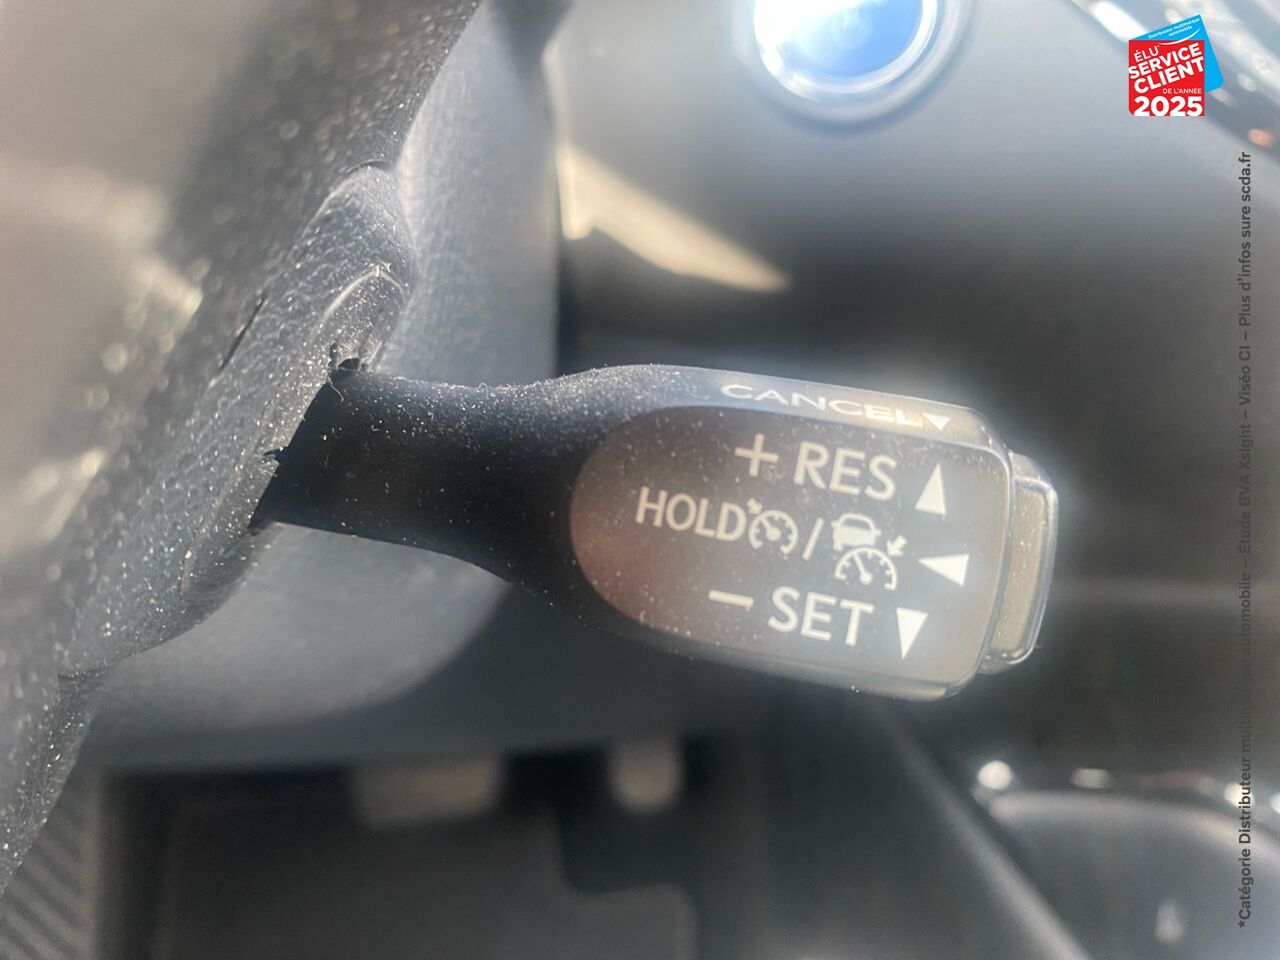 CANCEL▼
+ RES ▲
HOLD / ◀
− SET ▼
ÉLU
SERVICE
CLIENT
DE L'ANNÉE
2025
*Catégorie Distributeur multimarque automobile – Étude BVA Xsight – Viséo CI – Plus d'infos sure scda.fr